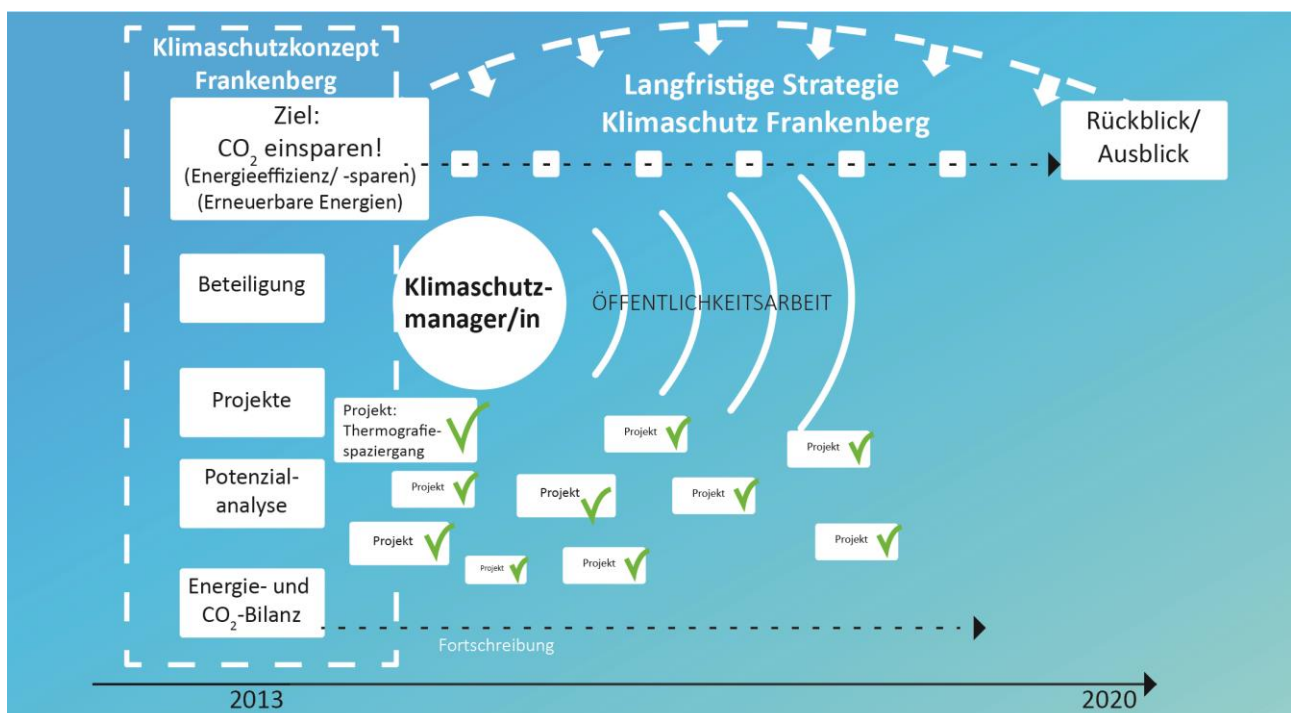 Klimaschutzkonzept
Frankenberg
Ziel:
CO₂ einsparen!
(Energieeffizienz/ -sparen)
(Erneuerbare Energien)
Langfristige Strategie
Klimaschutz Frankenberg
Rückblick/
Ausblick
-
-
-
-
-
-
Beteiligung
Klimaschutz-
manager/in
ÖFFENTLICHKEITSARBEIT
Projekte
Projekt:
Thermografie-
spaziergang
Projekt
Projekt
Potenzial-
analyse
Projekt
Projekt
Projekt
Projekt
Projekt
Projekt
Projekt
Energie- und
CO₂-Bilanz
Fortschreibung
2013
2020